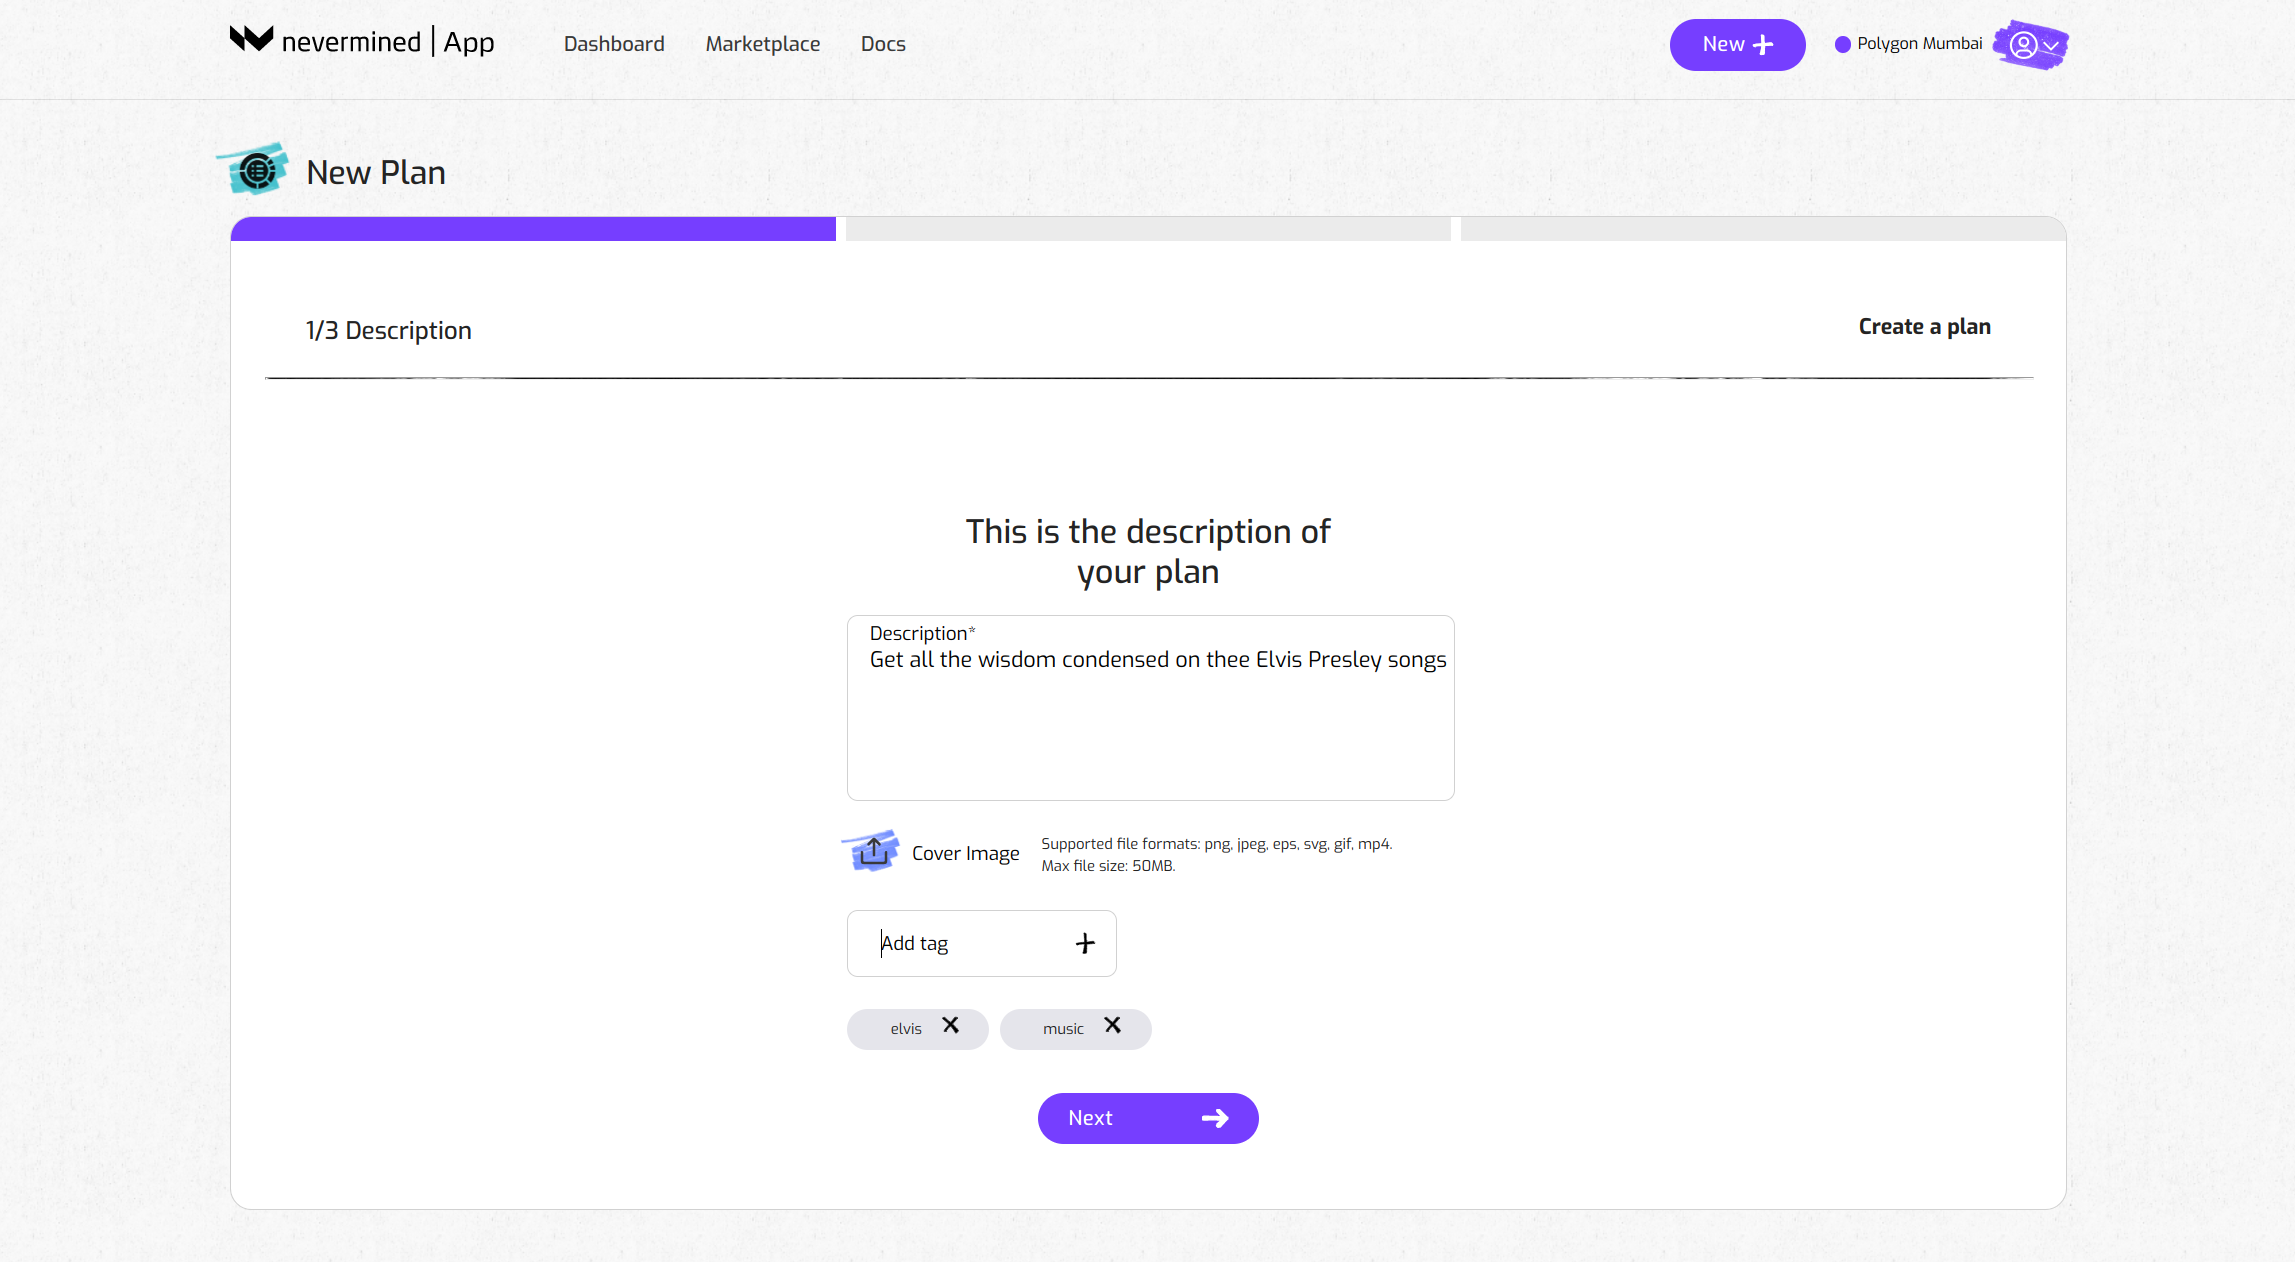 nevermined | App
Dashboard
Marketplace
Docs
New
Polygon Mumbai
New Plan
1/3 Description
Create a plan
This is the description of
your plan
Description*
Get all the wisdom condensed on thee Elvis Presley songs
Cover Image
Supported file formats: png, jpeg, eps, svg, gif, mp4.
Max file size: 50MB.
Add tag
elvis
music
Next